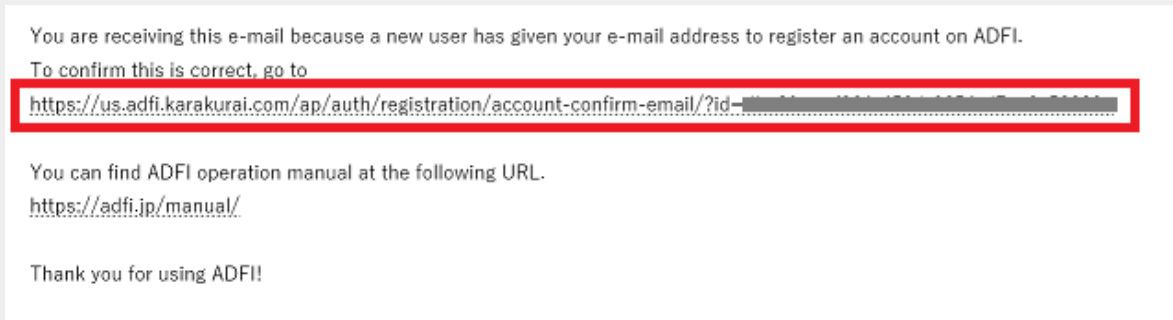 You are receiving this e-mail because a new user has given your e-mail address to register an account on ADFI.
To confirm this is correct, go to
https://us.adfi.karakurai.com/ap/auth/registration/account-confirm-email/?id=
You can find ADFI operation manual at the following URL.
https://adfi.jp/manual/
Thank you for using ADFI!